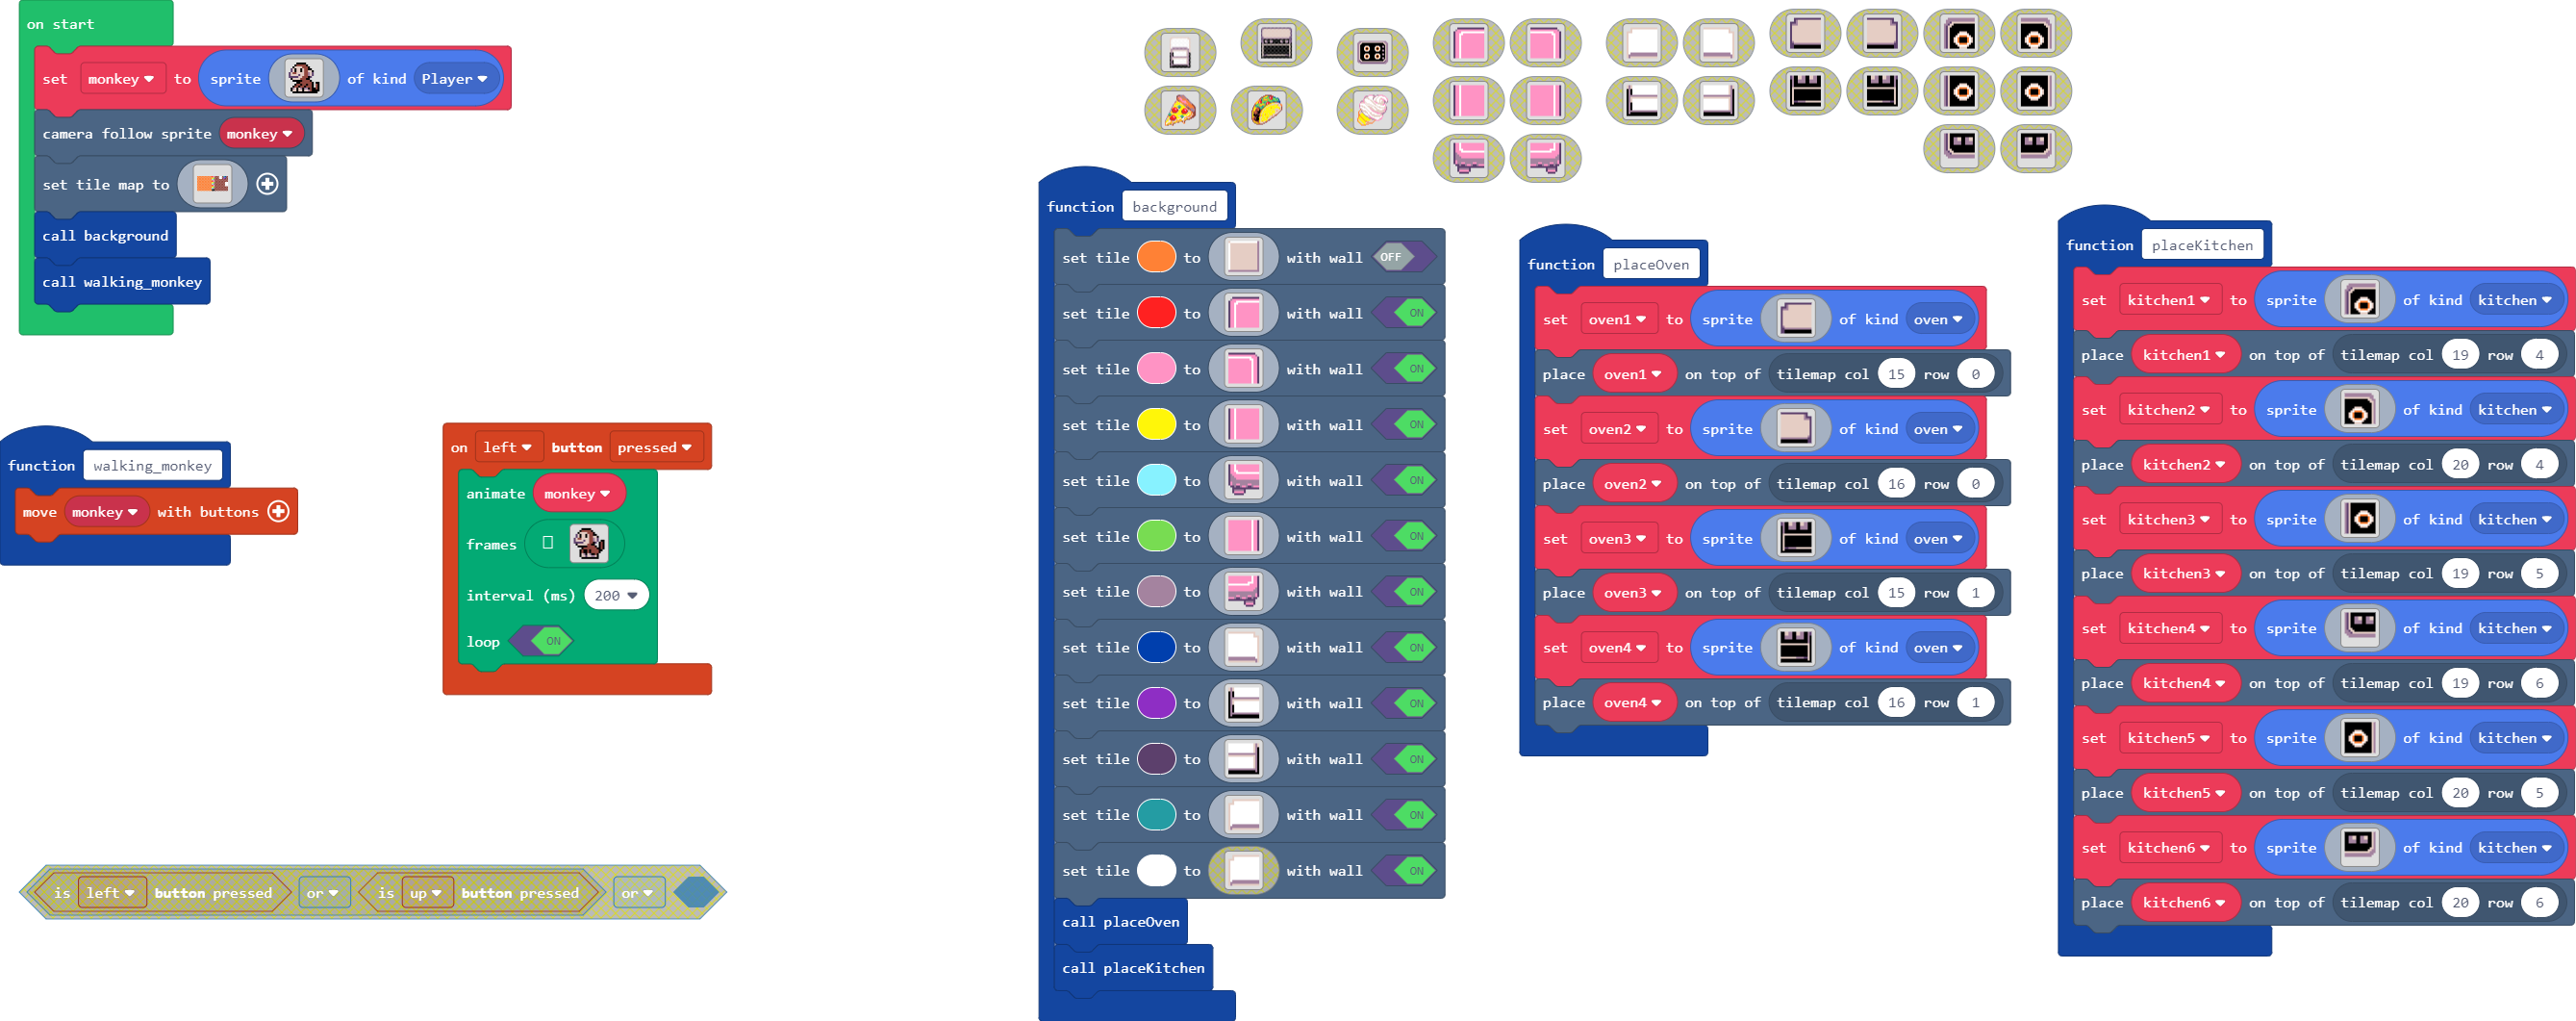 on start
set monkey to sprite of kind Player
camera follow sprite monkey
set tile map to
call background
call walking_monkey
function walking_monkey
move monkey with buttons
on left button pressed
animate monkey
frames
interval (ms) 200
loop ON
is left button pressed or is up button pressed or
function background
set tile to with wall OFF
set tile to with wall ON
set tile to with wall ON
set tile to with wall ON
set tile to with wall ON
set tile to with wall ON
set tile to with wall ON
set tile to with wall ON
set tile to with wall ON
set tile to with wall ON
set tile to with wall ON
set tile to with wall ON
call placeOven
call placeKitchen
function placeOven
set oven1 to sprite of kind oven
place oven1 on top of tilemap col 15 row 0
set oven2 to sprite of kind oven
place oven2 on top of tilemap col 16 row 0
set oven3 to sprite of kind oven
place oven3 on top of tilemap col 15 row 1
set oven4 to sprite of kind oven
place oven4 on top of tilemap col 16 row 1
function placeKitchen
set kitchen1 to sprite of kind kitchen
place kitchen1 on top of tilemap col 19 row 4
set kitchen2 to sprite of kind kitchen
place kitchen2 on top of tilemap col 20 row 4
set kitchen3 to sprite of kind kitchen
place kitchen3 on top of tilemap col 19 row 5
set kitchen4 to sprite of kind kitchen
place kitchen4 on top of tilemap col 19 row 6
set kitchen5 to sprite of kind kitchen
place kitchen5 on top of tilemap col 20 row 5
set kitchen6 to sprite of kind kitchen
place kitchen6 on top of tilemap col 20 row 6